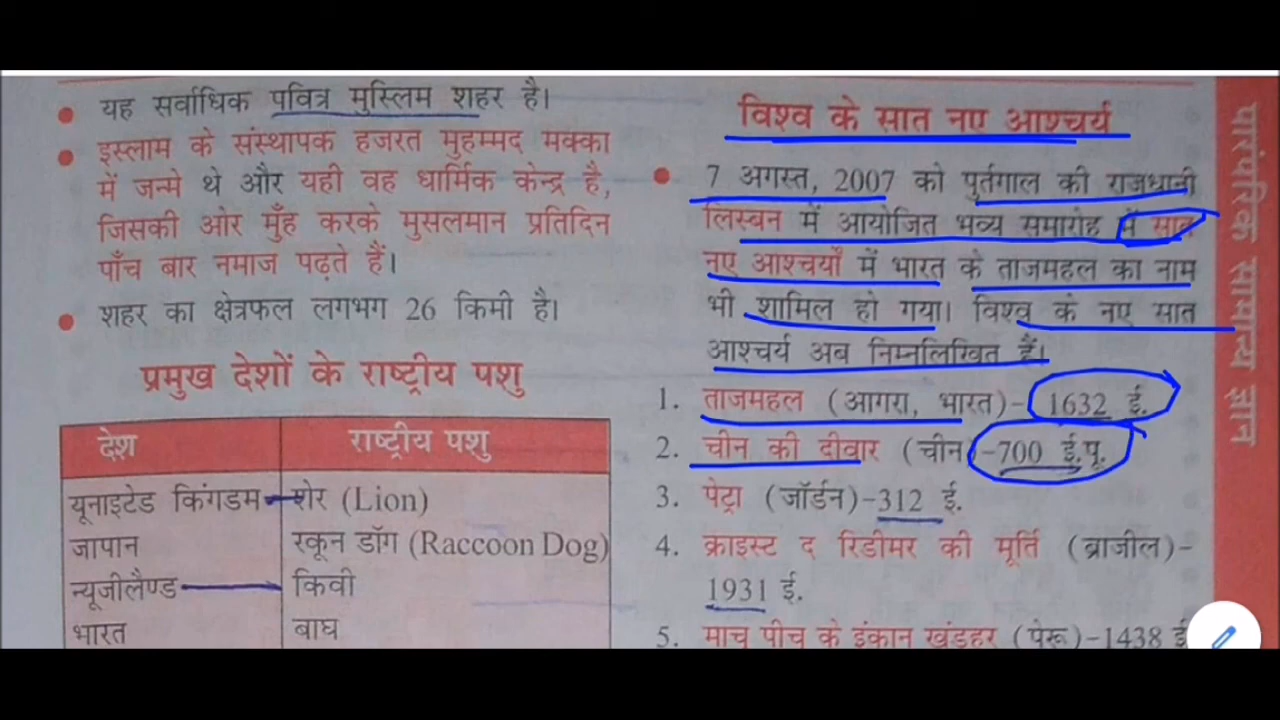 यह सर्वाधिक पवित्र मुस्लिम शहर है।
इस्लाम के संस्थापक हजरत मुहम्मद मक्का
में जन्मे थे और यही वह धार्मिक केन्द्र है,
जिसकी ओर मुँह करके मुसलमान प्रतिदिन
पाँच बार नमाज पढ़ते हैं।
शहर का क्षेत्रफल लगभग 26 किमी है।
प्रमुख देशों के राष्ट्रीय पशु
देश राष्ट्रीय पशु
यूनाइटेड किंगडम शेर (Lion)
जापान रकून डॉग (Raccoon Dog)
न्यूजीलैण्ड किवी
भारत बाघ
विश्व के सात नए आश्चर्य
7 अगस्त, 2007 को पुर्तगाल की राजधानी
लिस्बन में आयोजित भव्य समारोह में सात
नए आश्चर्यों में भारत के ताजमहल का नाम
भी शामिल हो गया। विश्व के नए सात
आश्चर्य अब निम्नलिखित हैं।
1. ताजमहल (आगरा, भारत)- 1632 ई.
2. चीन की दीवार (चीन)-700 ई.पू.
3. पेट्रा (जॉर्डन)-312 ई.
4. क्राइस्ट द रिडीमर की मूर्ति (ब्राजील)-
1931 ई.
5. माचू पीचू के इंकान खंडहर (पेरू)-1438 ई
पारंपरिक सामान्य ज्ञान